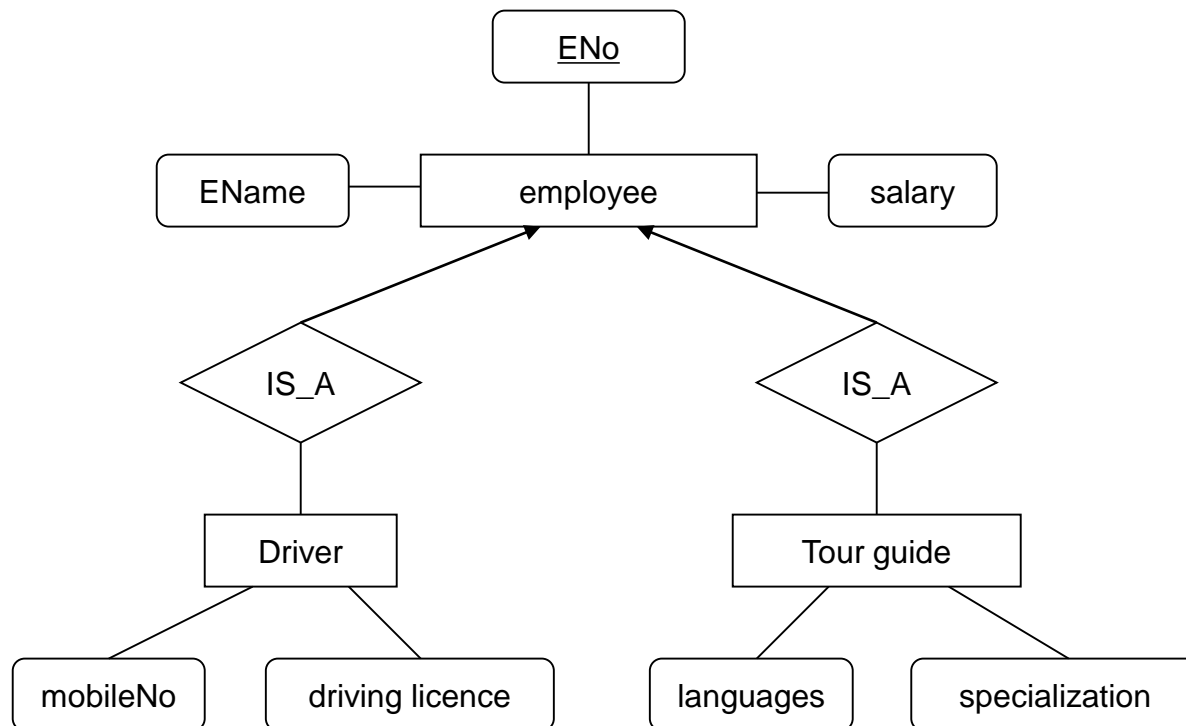 ENo
EName
employee
salary
IS_A
IS_A
Driver
Tour guide
mobileNo
driving licence
languages
specialization